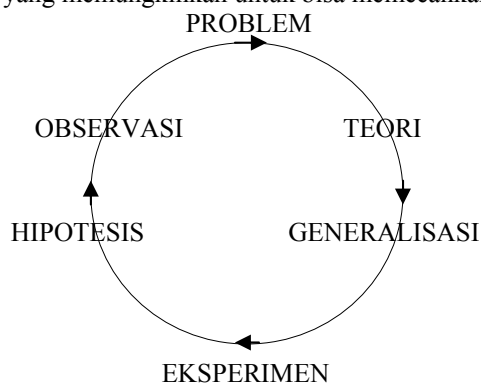 yang memungkinkan untuk bisa memecahkan
PROBLEM
OBSERVASI TEORI
HIPOTESIS GENERALISASI
EKSPERIMEN